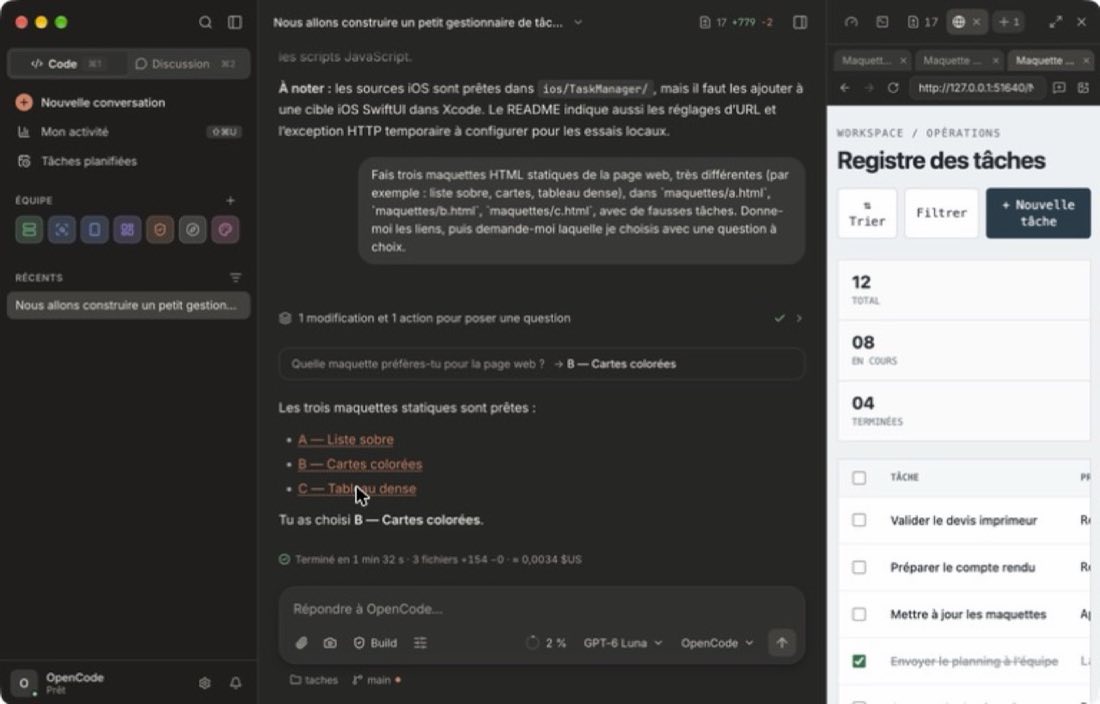 Code ⌘1
Discussion ⌘2
Nouvelle conversation
Mon activité ⇧⌘U
Tâches planifiées
ÉQUIPE
RÉCENTS
Nous allons construire un petit gestion...
OpenCode
Prêt
Nous allons construire un petit gestionnaire de tâc...
17 +779 -2
les scripts JavaScript.
À noter : les sources iOS sont prêtes dans ios/TaskManager/, mais il faut les ajouter à
une cible iOS SwiftUI dans Xcode. Le README indique aussi les réglages d'URL et
l'exception HTTP temporaire à configurer pour les essais locaux.
Fais trois maquettes HTML statiques de la page web, très différentes (par
exemple : liste sobre, cartes, tableau dense), dans `maquettes/a.html`,
`maquettes/b.html`, `maquettes/c.html`, avec de fausses tâches. Donne-
moi les liens, puis demande-moi laquelle je choisis avec une question à
choix.
1 modification et 1 action pour poser une question
Quelle maquette préfères-tu pour la page web ? → B — Cartes colorées
Les trois maquettes statiques sont prêtes :
• A — Liste sobre
• B — Cartes colorées
• C — Tableau dense
Tu as choisi B — Cartes colorées.
Terminé en 1 min 32 s · 3 fichiers +154 −0 · ≈ 0,0034 $US
Répondre à OpenCode...
Build
2 %
GPT-6 Luna
OpenCode
taches
main
17
+ 1
Maquett...
Maquette ...
Maquette ...
http://127.0.0.1:51640/
WORKSPACE / OPÉRATIONS
Registre des tâches
⇅ Trier
Filtrer
+ Nouvelle
tâche
12
TOTAL
08
EN COURS
04
TERMINÉES
TÂCHE
Valider le devis imprimeur
Préparer le compte rendu
Mettre à jour les maquettes
Envoyer le planning à l'équipe